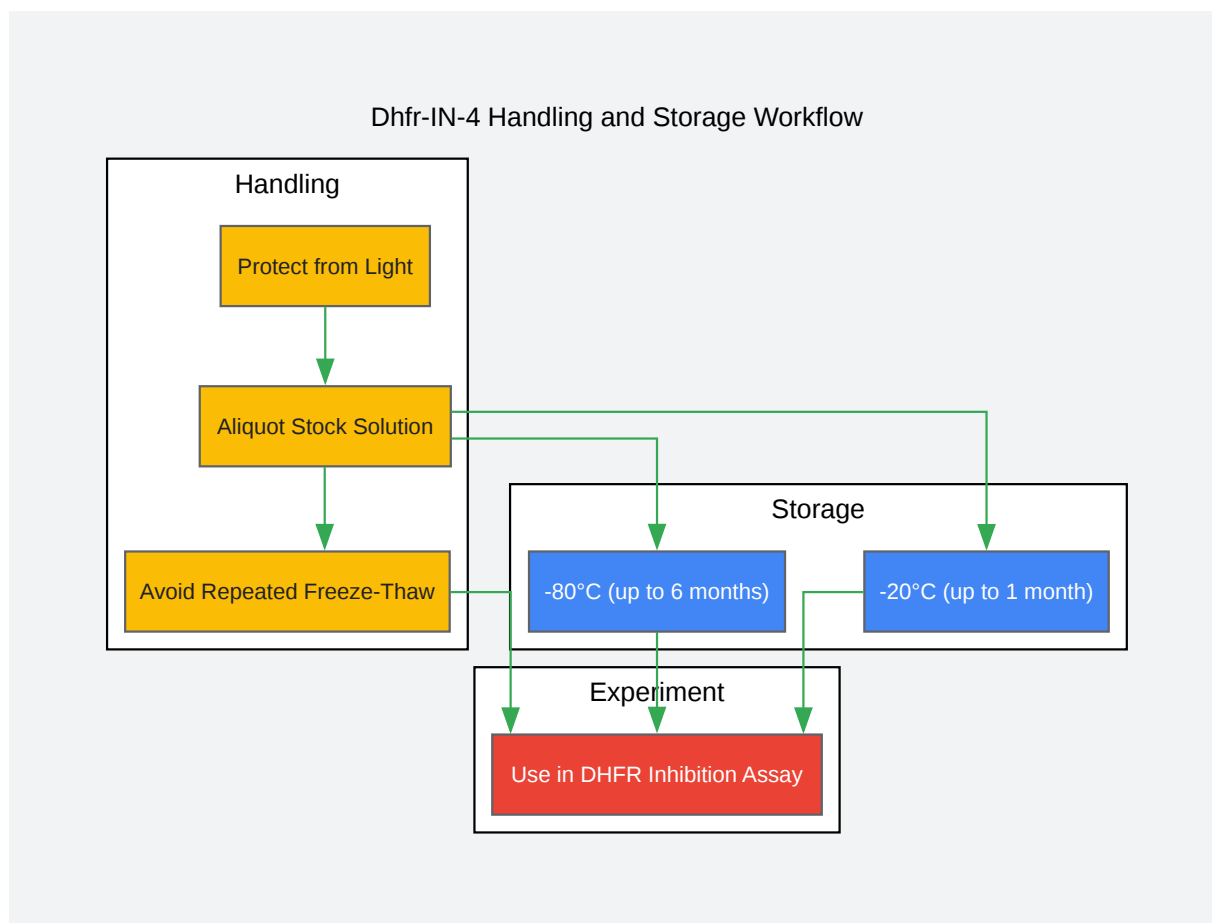 Dhfr-IN-4 Handling and Storage Workflow
Handling
Protect from Light
Aliquot Stock Solution
Avoid Repeated Freeze-Thaw
Storage
-80°C (up to 6 months)
-20°C (up to 1 month)
Experiment
Use in DHFR Inhibition Assay